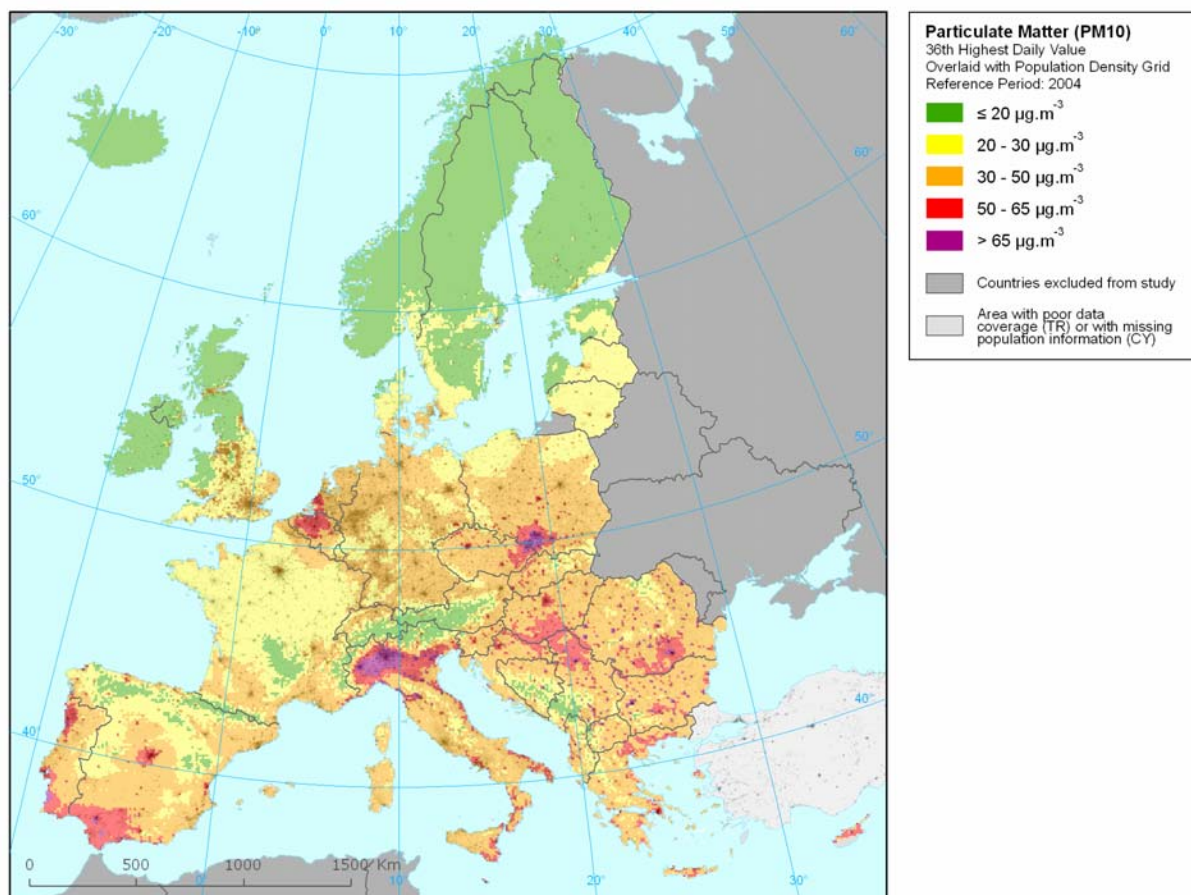 -30°
-20°
-10°
0°
10°
20°
30°
40°
50°
60°
60°
60°
50°
50°
40°
40°
0
500
1000
1500 Km
0°
10°
20°
30°
Particulate Matter (PM10)
36th Highest Daily Value
Overlaid with Population Density Grid
Reference Period: 2004
≤ 20 µg.m⁻³
20 - 30 µg.m⁻³
30 - 50 µg.m⁻³
50 - 65 µg.m⁻³
> 65 µg.m⁻³
Countries excluded from study
Area with poor data
coverage (TR) or with missing
population information (CY)